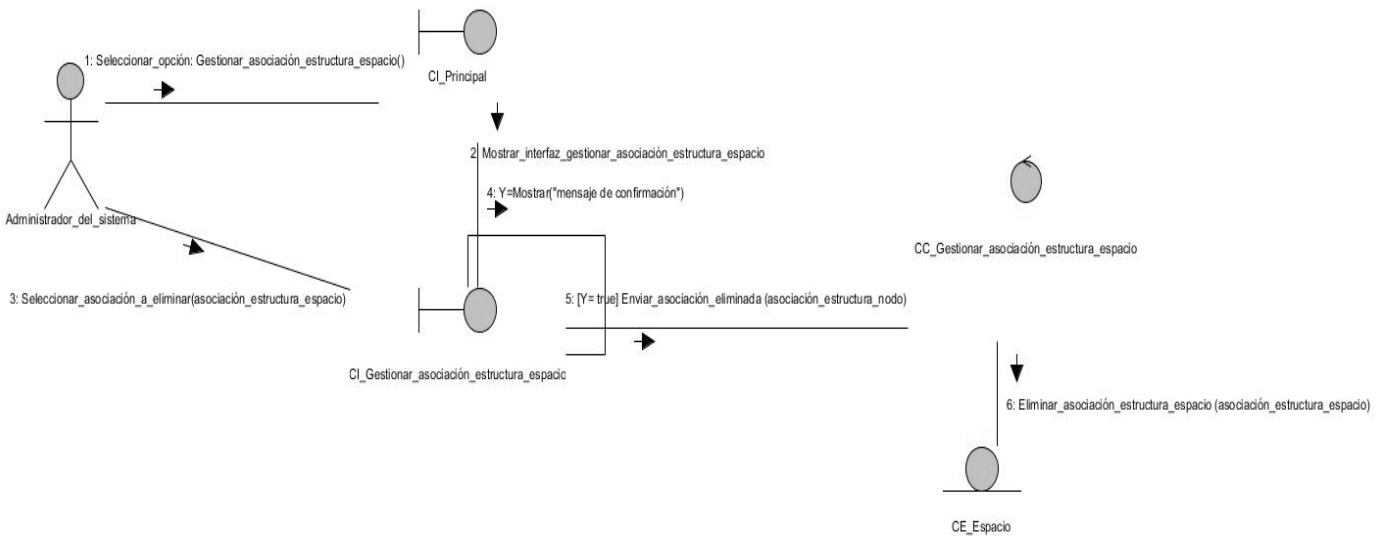 1: Seleccionar_opción: Gestionar_asociación_estructura_espacio()
CI_Principal
2 Mostrar_interfaz_gestionar_asociación_estructura_espacio
4: Y=Mostrar("mensaje de confirmación")
Administrador_del_sistema
CC_Gestionar_asociación_estructura_espacio
3: Seleccionar_asociación_a_eliminar(asociación_estructura_espacio)
5: [Y= true] Enviar_asociación_eliminada (asociación_estructura_nodo)
CI_Gestionar_asociación_estructura_espacio
6: Eliminar_asociación_estructura_espacio (asociación_estructura_espacio)
CE_Espacio